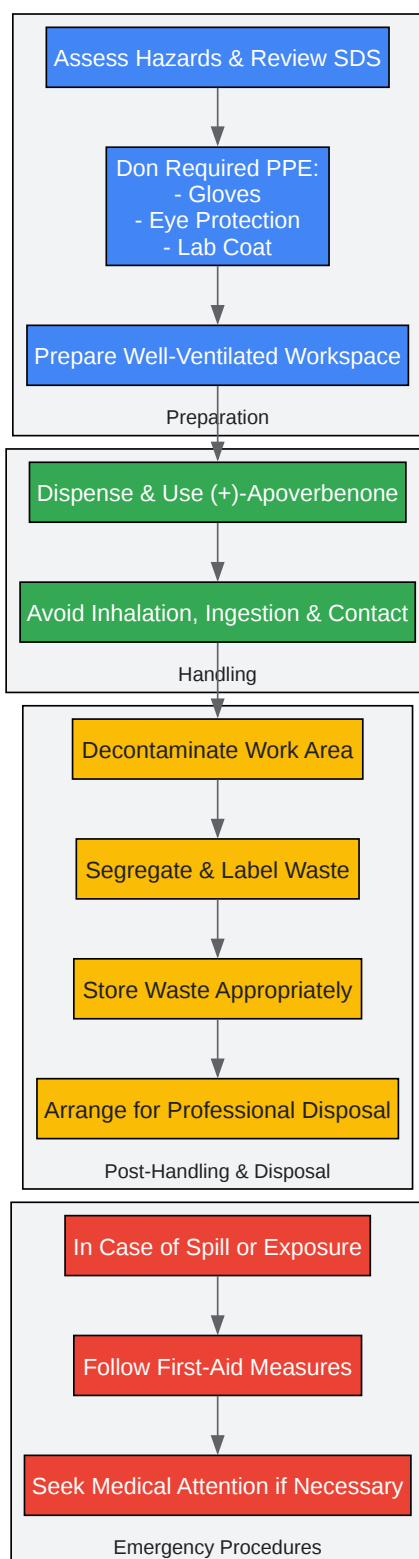 Assess Hazards & Review SDS
Don Required PPE:
- Gloves
- Eye Protection
- Lab Coat
Prepare Well-Ventilated Workspace
Preparation
Dispense & Use (+)-Apoverbenone
Avoid Inhalation, Ingestion & Contact
Handling
Decontaminate Work Area
Segregate & Label Waste
Store Waste Appropriately
Arrange for Professional Disposal
Post-Handling & Disposal
In Case of Spill or Exposure
Follow First-Aid Measures
Seek Medical Attention if Necessary
Emergency Procedures